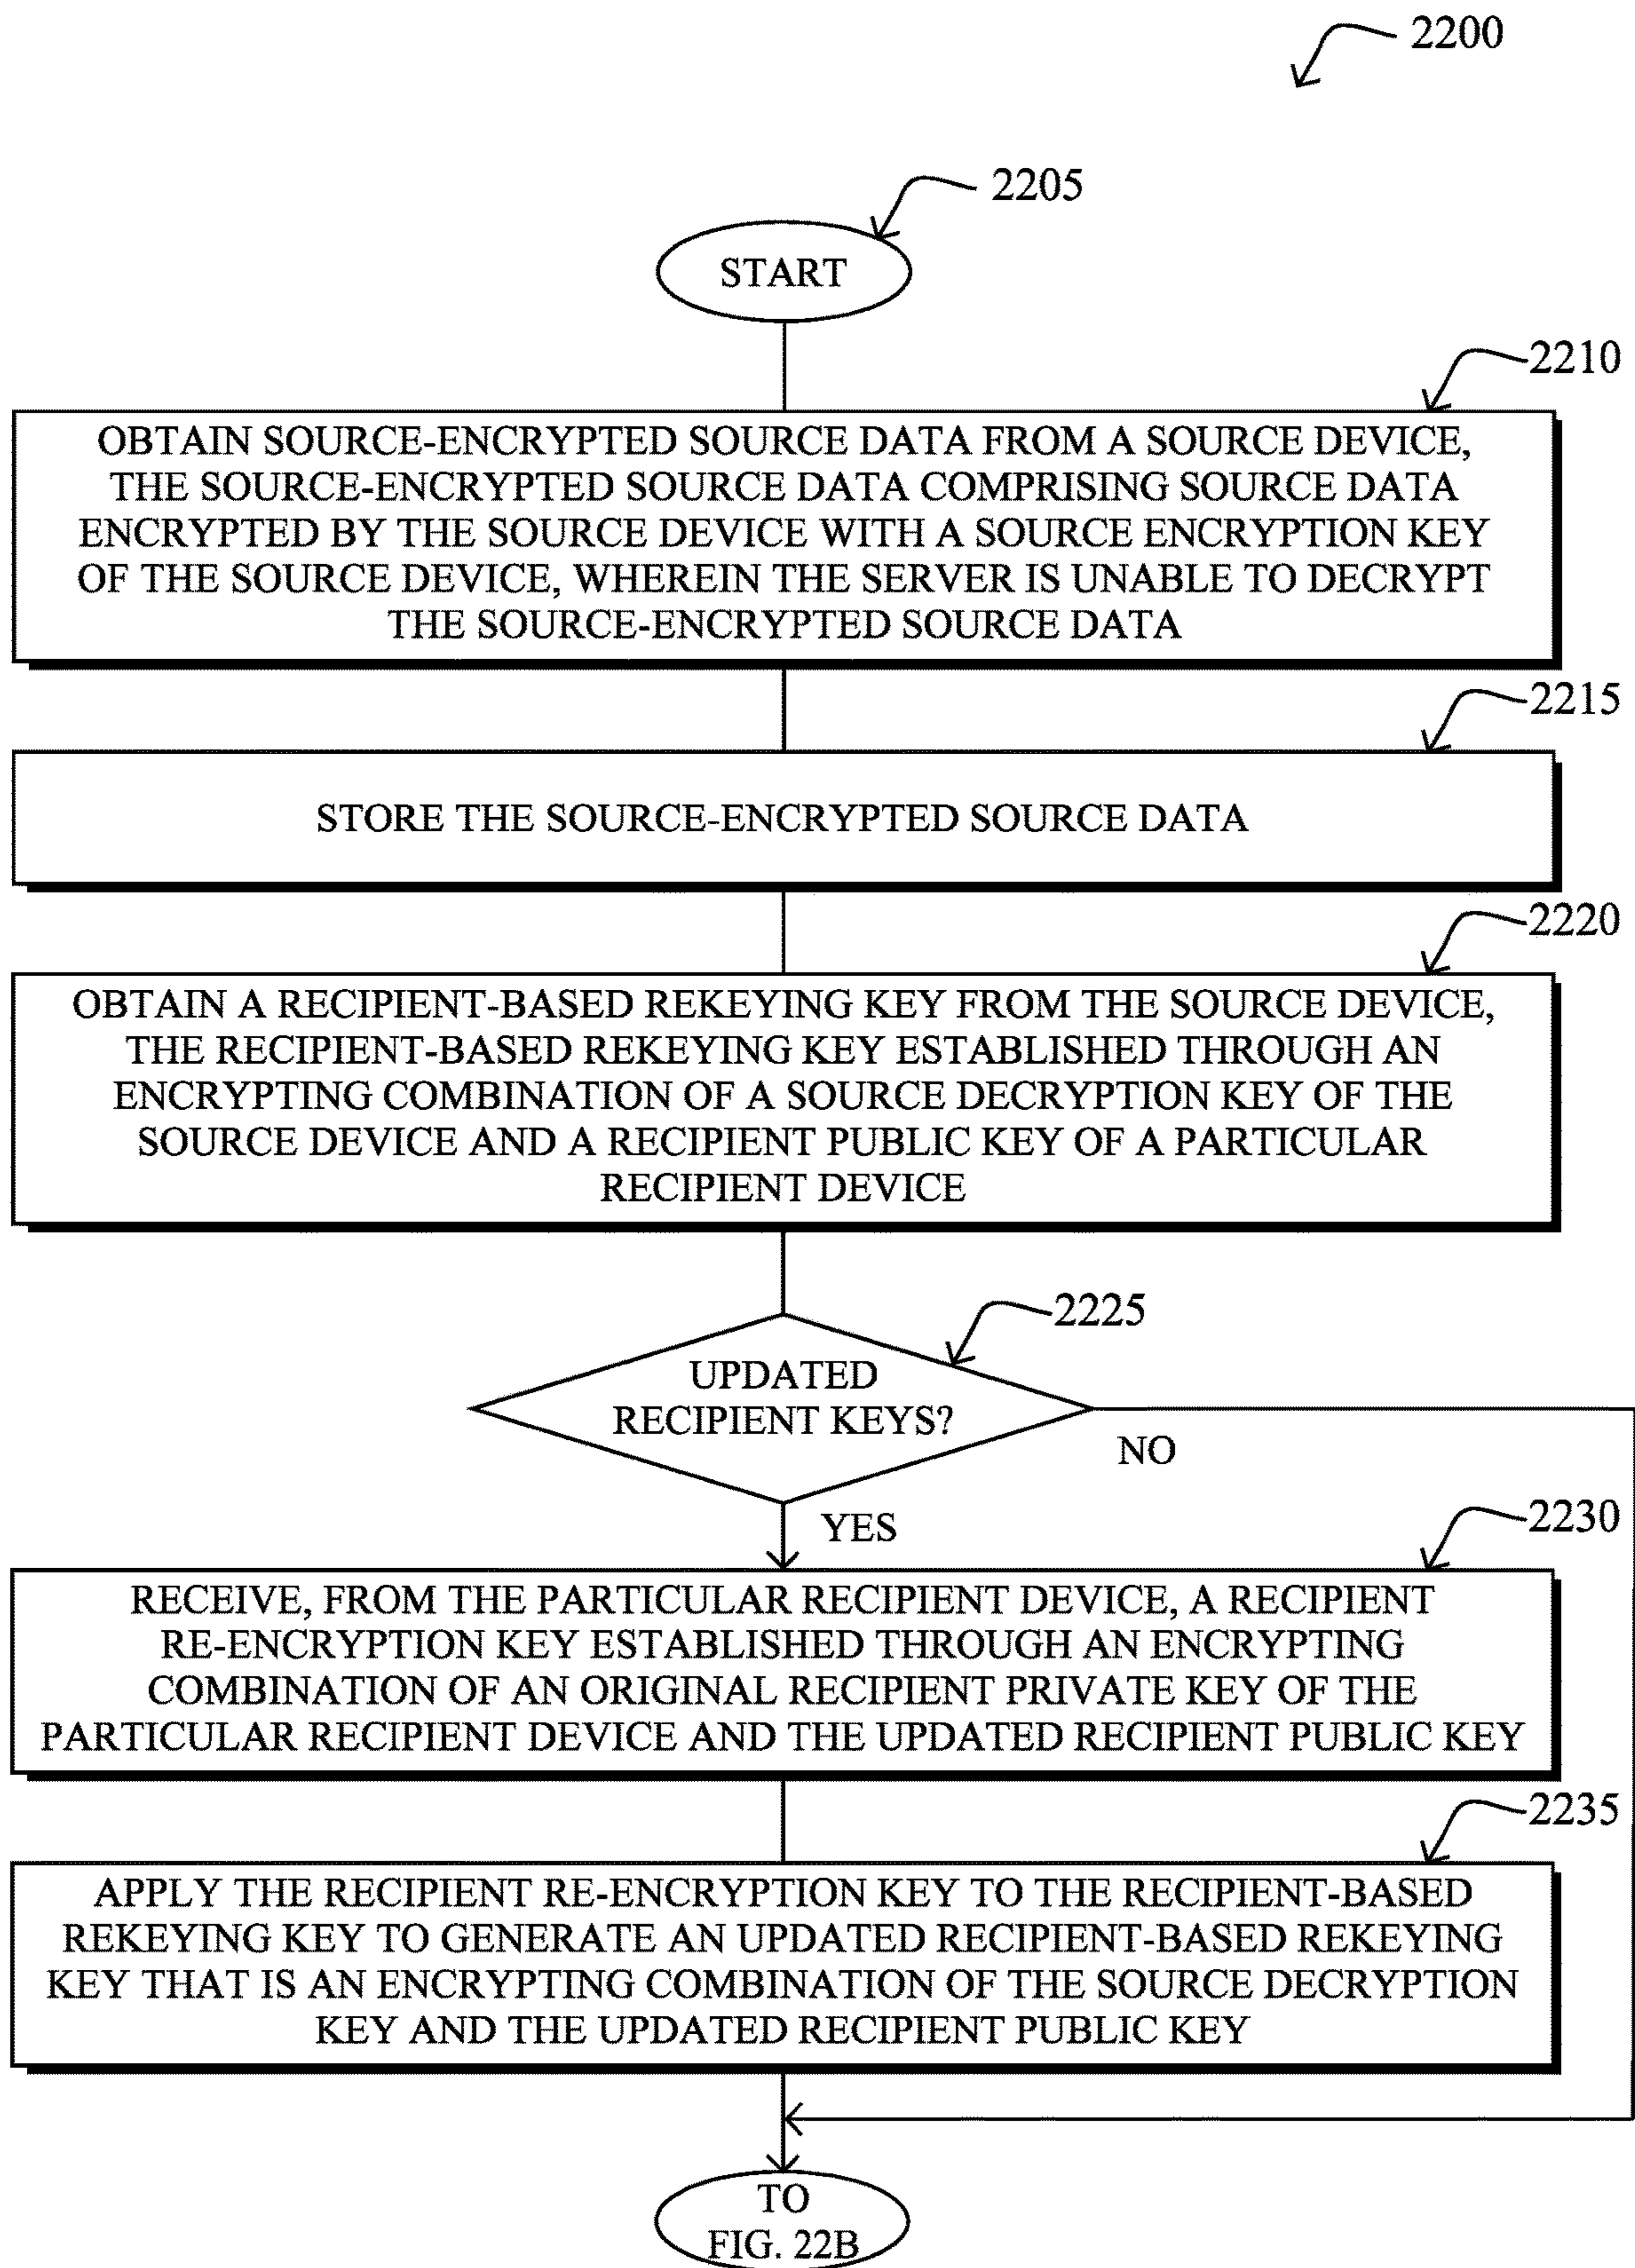 2200
2205
START
2210
OBTAIN SOURCE-ENCRYPTED SOURCE DATA FROM A SOURCE DEVICE,
THE SOURCE-ENCRYPTED SOURCE DATA COMPRISING SOURCE DATA
ENCRYPTED BY THE SOURCE DEVICE WITH A SOURCE ENCRYPTION KEY
OF THE SOURCE DEVICE, WHEREIN THE SERVER IS UNABLE TO DECRYPT
THE SOURCE-ENCRYPTED SOURCE DATA
2215
STORE THE SOURCE-ENCRYPTED SOURCE DATA
2220
OBTAIN A RECIPIENT-BASED REKEYING KEY FROM THE SOURCE DEVICE,
THE RECIPIENT-BASED REKEYING KEY ESTABLISHED THROUGH AN
ENCRYPTING COMBINATION OF A SOURCE DECRYPTION KEY OF THE
SOURCE DEVICE AND A RECIPIENT PUBLIC KEY OF A PARTICULAR
RECIPIENT DEVICE
2225
UPDATED
RECIPIENT KEYS?
NO
YES
2230
RECEIVE, FROM THE PARTICULAR RECIPIENT DEVICE, A RECIPIENT
RE-ENCRYPTION KEY ESTABLISHED THROUGH AN ENCRYPTING
COMBINATION OF AN ORIGINAL RECIPIENT PRIVATE KEY OF THE
PARTICULAR RECIPIENT DEVICE AND THE UPDATED RECIPIENT PUBLIC KEY
2235
APPLY THE RECIPIENT RE-ENCRYPTION KEY TO THE RECIPIENT-BASED
REKEYING KEY TO GENERATE AN UPDATED RECIPIENT-BASED REKEYING
KEY THAT IS AN ENCRYPTING COMBINATION OF THE SOURCE DECRYPTION
KEY AND THE UPDATED RECIPIENT PUBLIC KEY
TO
FIG. 22B